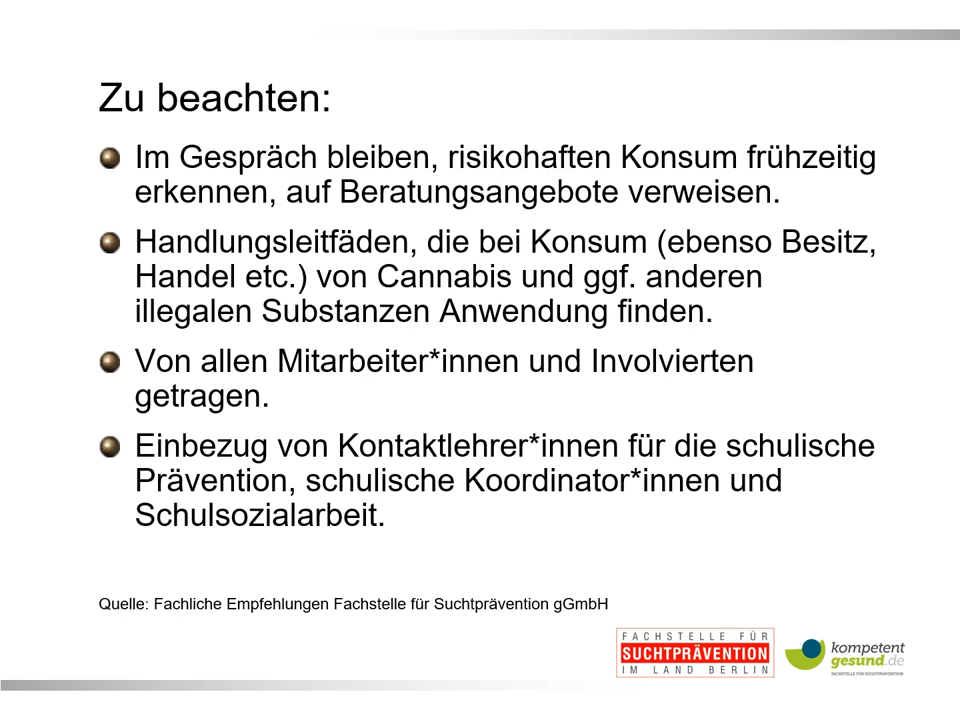 Zu beachten:
Im Gespräch bleiben, risikohaften Konsum frühzeitig
erkennen, auf Beratungsangebote verweisen.
Handlungsleitfäden, die bei Konsum (ebenso Besitz,
Handel etc.) von Cannabis und ggf. anderen
illegalen Substanzen Anwendung finden.
Von allen Mitarbeiter*innen und Involvierten
getragen.
Einbezug von Kontaktlehrer*innen für die schulische
Prävention, schulische Koordinator*innen und
Schulsozialarbeit.
Quelle: Fachliche Empfehlungen Fachstelle für Suchtprävention gGmbH
FACHSTELLE FÜR
SUCHTPRÄVENTION
IM LAND BERLIN
kompetent
gesund.de
FACHSTELLE FÜR SUCHTPRÄVENTION